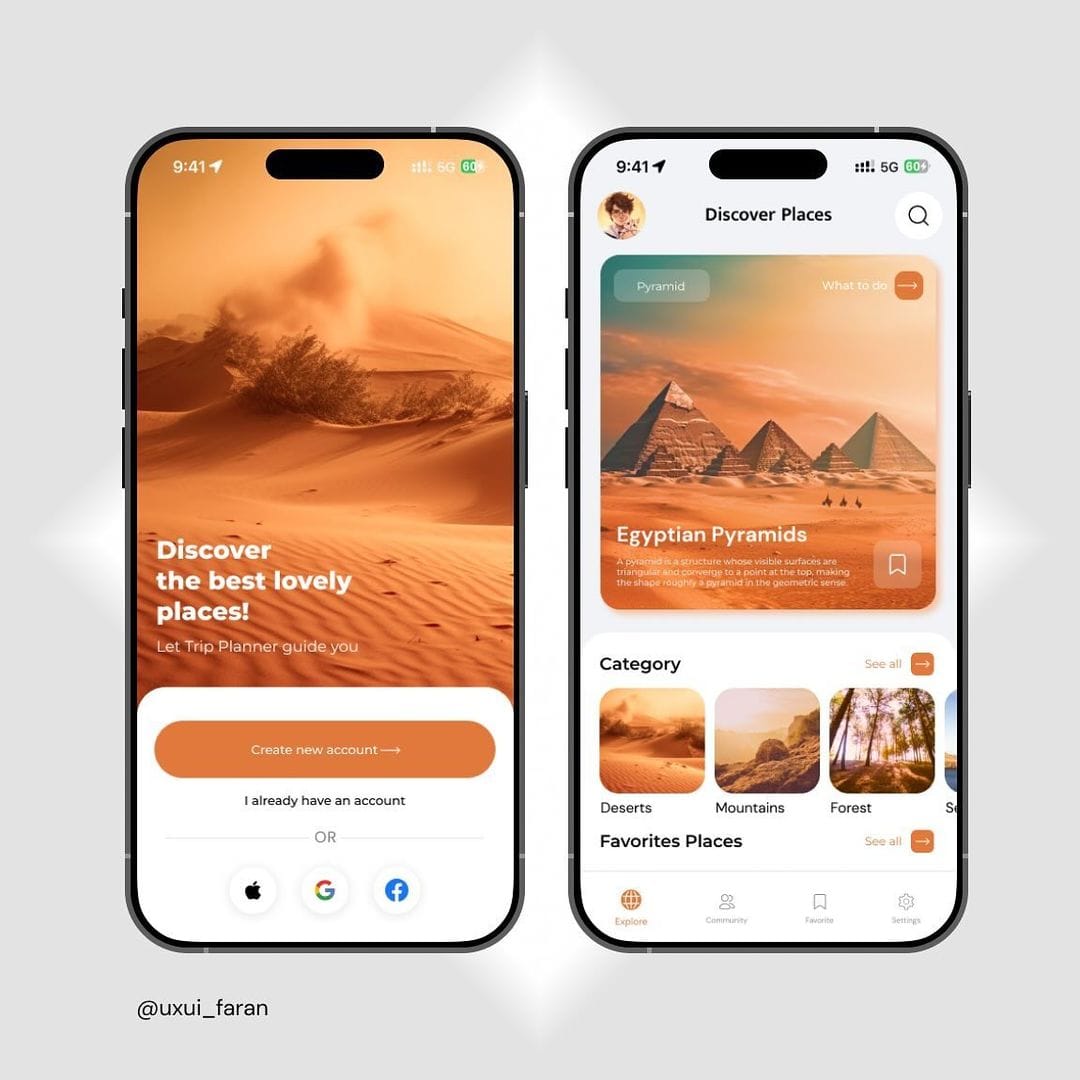 9:41
5G
60
Discover
the best lovely
places!
Let Trip Planner guide you
Create new account
I already have an account
OR
9:41
5G
60
Discover Places
Pyramid
What to do
Egyptian Pyramids
A pyramid is a structure whose visible surfaces are
triangular and converge to a point at the top, making
the shape roughly a pyramid in the geometric sense.
Category
See all
Deserts
Mountains
Forest
Se
Favorites Places
See all
Explore
Community
Favorite
Settings
@uxui_faran